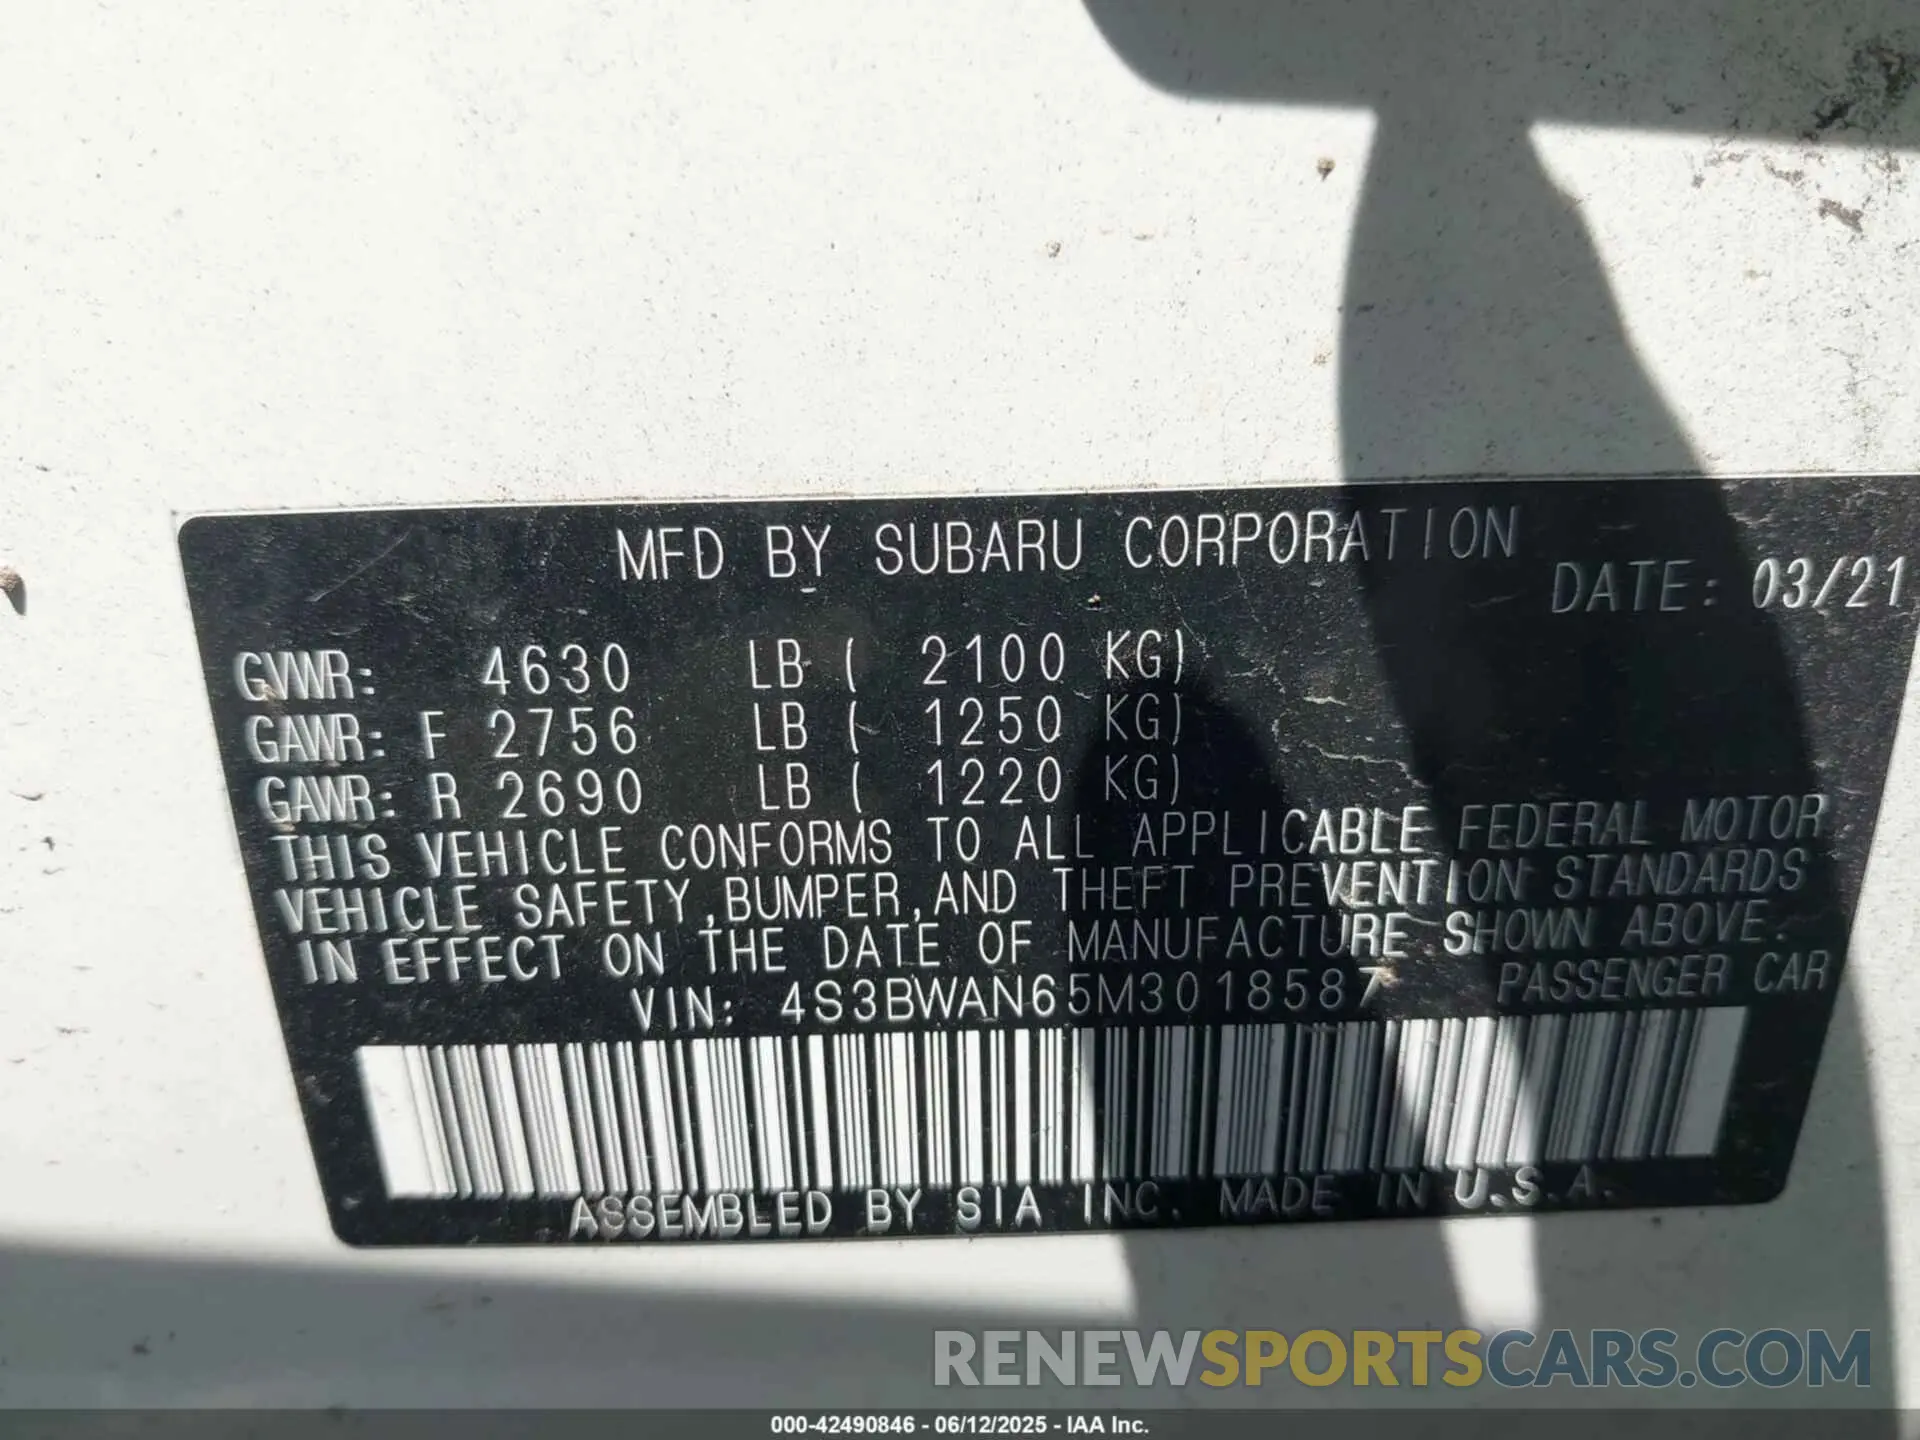 MFD BY SUBARU CORPORATION
DATE: 03/21
GVWR: 4630 LB ( 2100 KG)
GAWR: F 2756 LB ( 1250 KG)
GAWR: R 2690 LB ( 1220 KG)
THIS VEHICLE CONFORMS TO ALL APPLICABLE FEDERAL MOTOR
VEHICLE SAFETY,BUMPER,AND THEFT PREVENTION STANDARDS
IN EFFECT ON THE DATE OF MANUFACTURE SHOWN ABOVE.
VIN: 4S3BWAN65M3018587 PASSENGER CAR
ASSEMBLED BY SIA INC. MADE IN U.S.A.
RENEWSPORTSCARS.COM
000-42490846 - 06/12/2025 - IAA Inc.